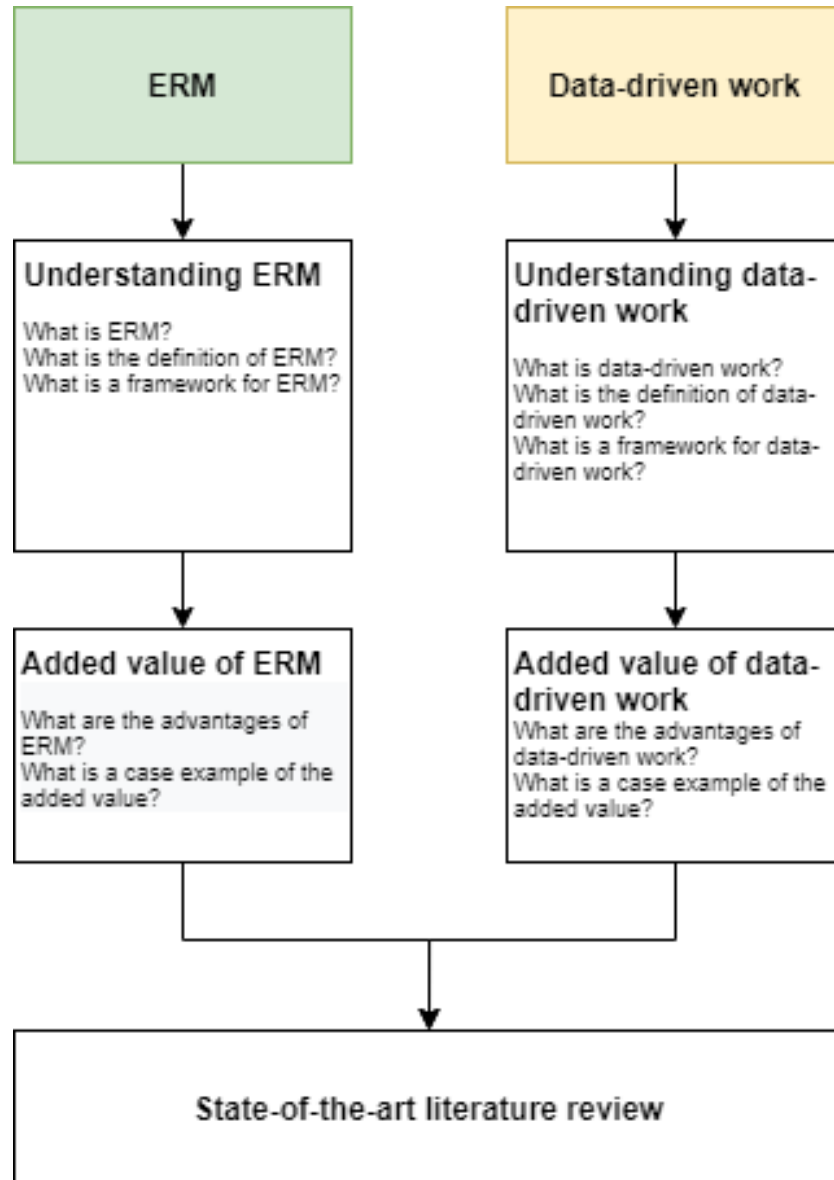 ERM
Data-driven work
Understanding ERM
What is ERM?
What is the definition of ERM?
What is a framework for ERM?
Understanding data-
driven work
What is data-driven work?
What is the definition of data-
driven work?
What is a framework for data-
driven work?
Added value of ERM
What are the advantages of
ERM?
What is a case example of the
added value?
Added value of data-
driven work
What are the advantages of
data-driven work?
What is a case example of the
added value?
State-of-the-art literature review